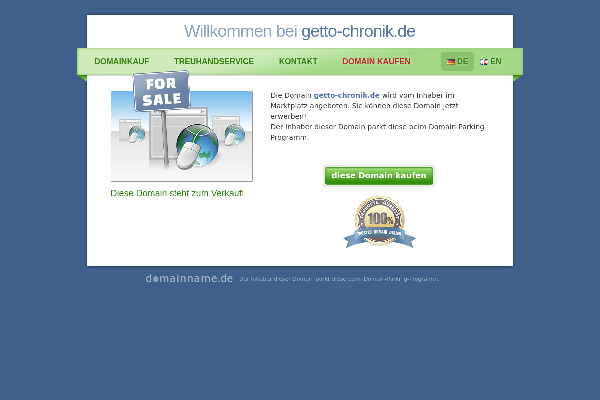 Willkommen bei getto-chronik.de
DOMAINKAUF TREUHANDSERVICE KONTAKT DOMAIN KAUFEN DE EN
FOR
SALE
Die Domain getto-chronik.de wird vom Inhaber im
Marktplatz angeboten. Sie können diese Domain jetzt
erwerben!
Der Inhaber dieser Domain parkt diese beim Domain-Parking-
Programm.
diese Domain kaufen
Diese Domain steht zum Verkauf!
100%
domainname.de Der Inhaber dieser Domain parkt diese beim Domain-Parking-Programm.